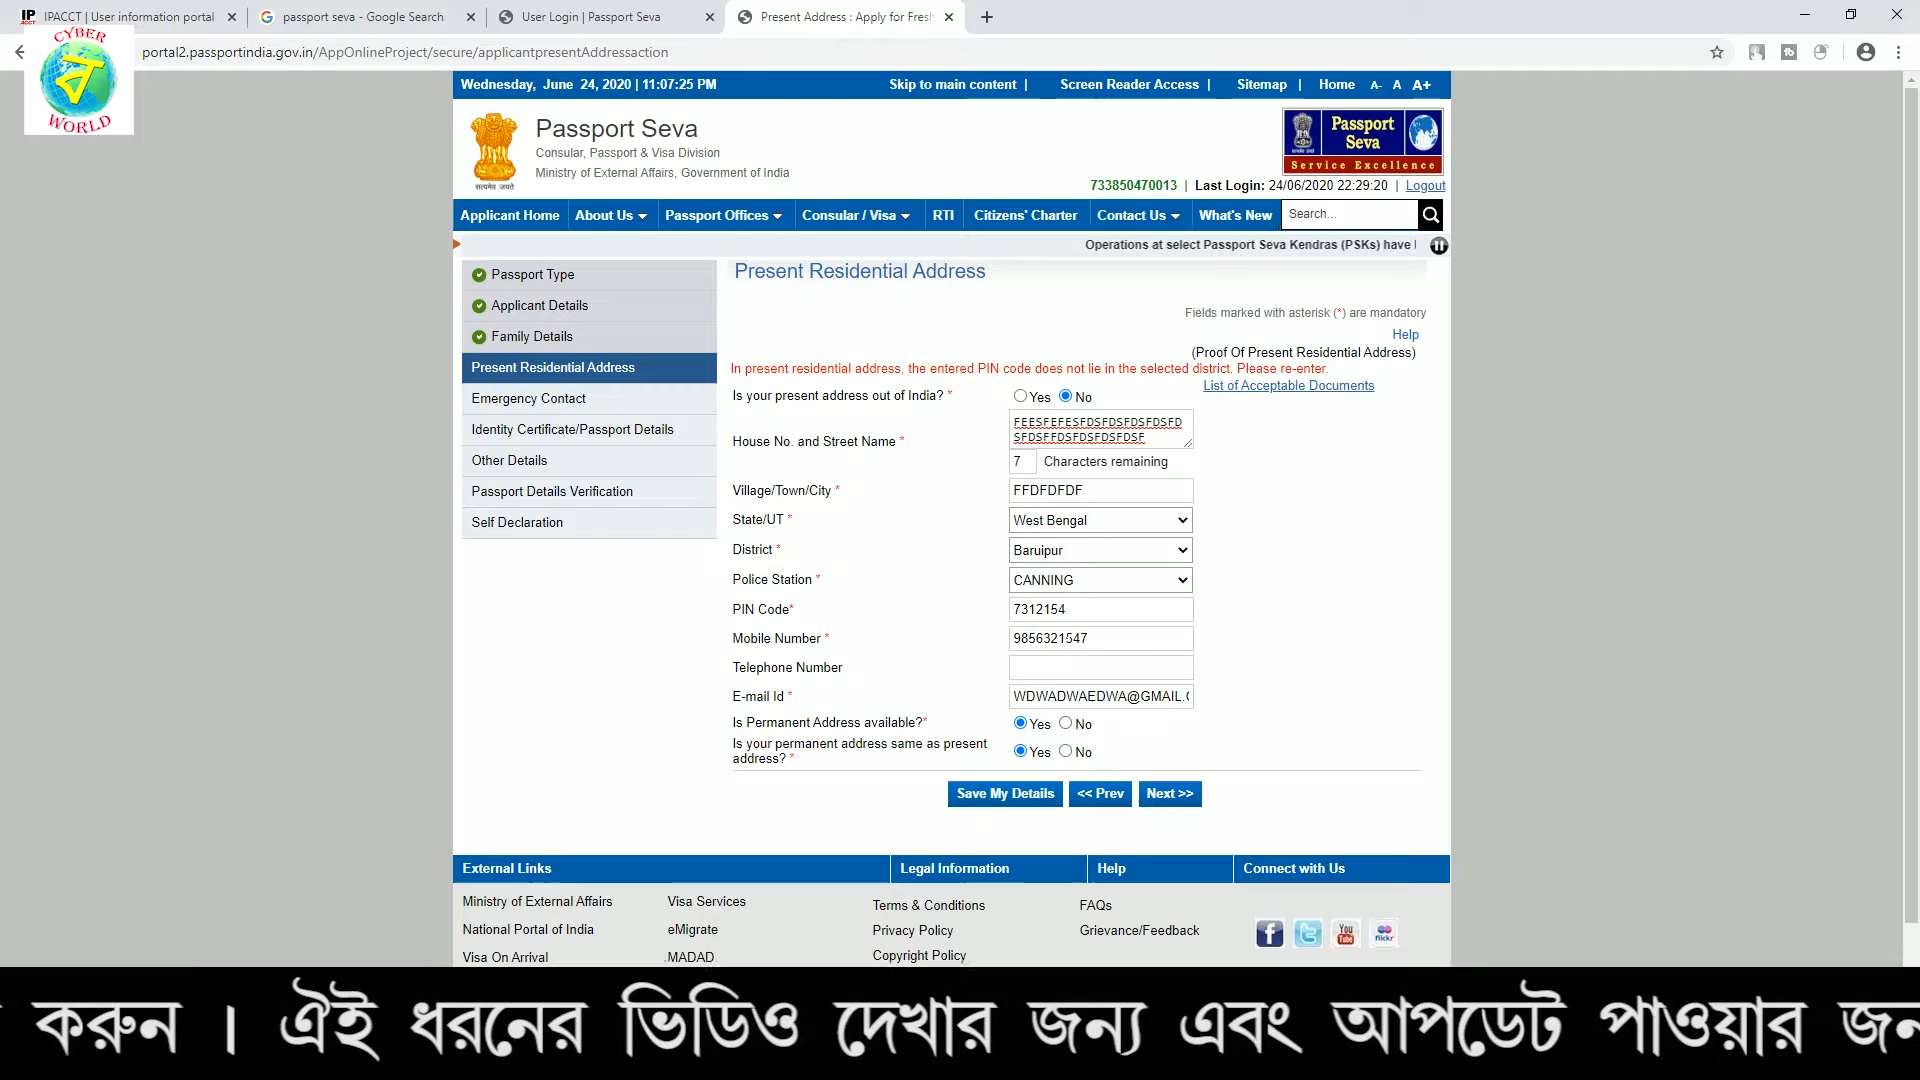 IPACCT | User information portal
passport seva - Google Search
User Login | Passport Seva
Present Address : Apply for Fresh
portal2.passportindia.gov.in/AppOnlineProject/secure/applicantpresentAddressaction
CYBER
ব
WORLD
Wednesday, June 24, 2020 | 11:07:25 PM
Skip to main content | Screen Reader Access | Sitemap | Home A- A A+
Passport Seva
Consular, Passport & Visa Division
Ministry of External Affairs, Government of India
सत्यमेव जयते
Passport
Seva
Service Excellence
733850470013 | Last Login: 24/06/2020 22:29:20 | Logout
Applicant Home About Us Passport Offices Consular / Visa RTI Citizens' Charter Contact Us What's New Search...
Operations at select Passport Seva Kendras (PSKs) have
Passport Type
Applicant Details
Family Details
Present Residential Address
Emergency Contact
Identity Certificate/Passport Details
Other Details
Passport Details Verification
Self Declaration
Present Residential Address
Fields marked with asterisk (*) are mandatory
Help
(Proof Of Present Residential Address)
In present residential address, the entered PIN code does not lie in the selected district. Please re-enter.
List of Acceptable Documents
Is your present address out of India? * Yes No
House No. and Street Name *
FEESFEFESFDSFDSFDSFDSFD
SFDSFFDSFDSFDSFDSF
7 Characters remaining
Village/Town/City * FFDFDFDF
State/UT * West Bengal
District * Baruipur
Police Station * CANNING
PIN Code* 7312154
Mobile Number * 9856321547
Telephone Number
E-mail Id * WDWADWAEDWA@GMAIL.
Is Permanent Address available?* Yes No
Is your permanent address same as present
address? * Yes No
Save My Details << Prev Next >>
External Links Legal Information Help Connect with Us
Ministry of External Affairs Visa Services Terms & Conditions FAQs
National Portal of India eMigrate Privacy Policy Grievance/Feedback
Visa On Arrival MADAD Copyright Policy
You
Tube
flickr
করুন । ঐই ধরনের ভিডিও দেখার জন্য এবং আপডেট পাওয়ার জন